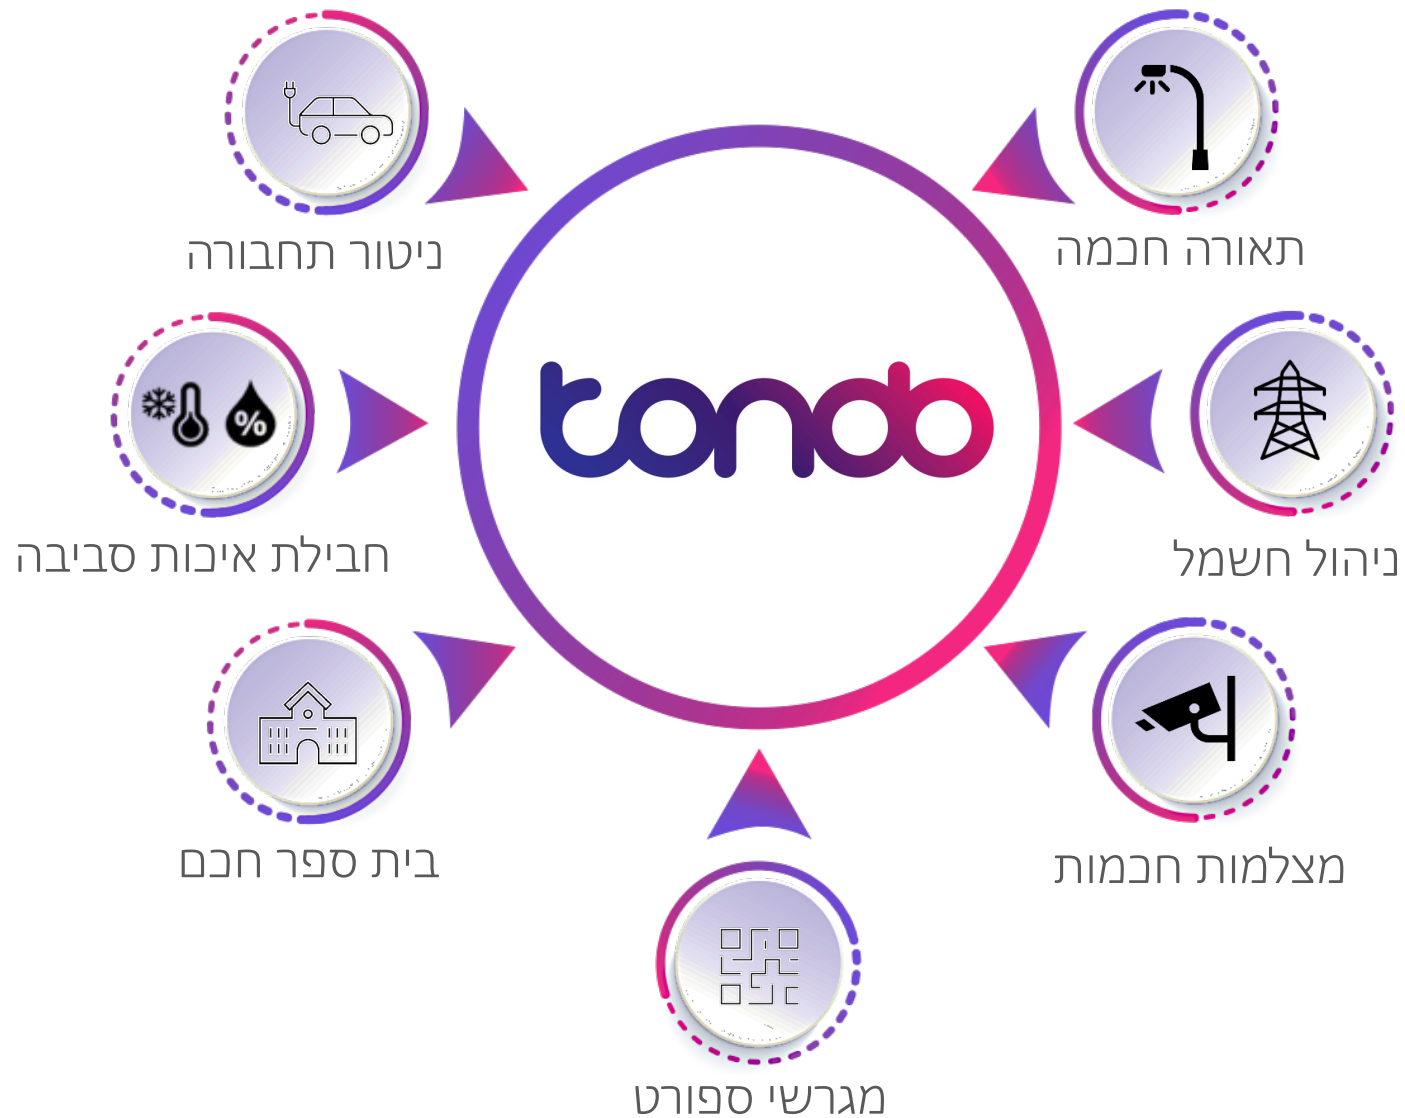 תאורה חכמה
ניטור תחבורה
tondo
%
ניהול חשמל
חבילת איכות סביבה
מצלמות חכמות
בית ספר חכם
מגרשי ספורט